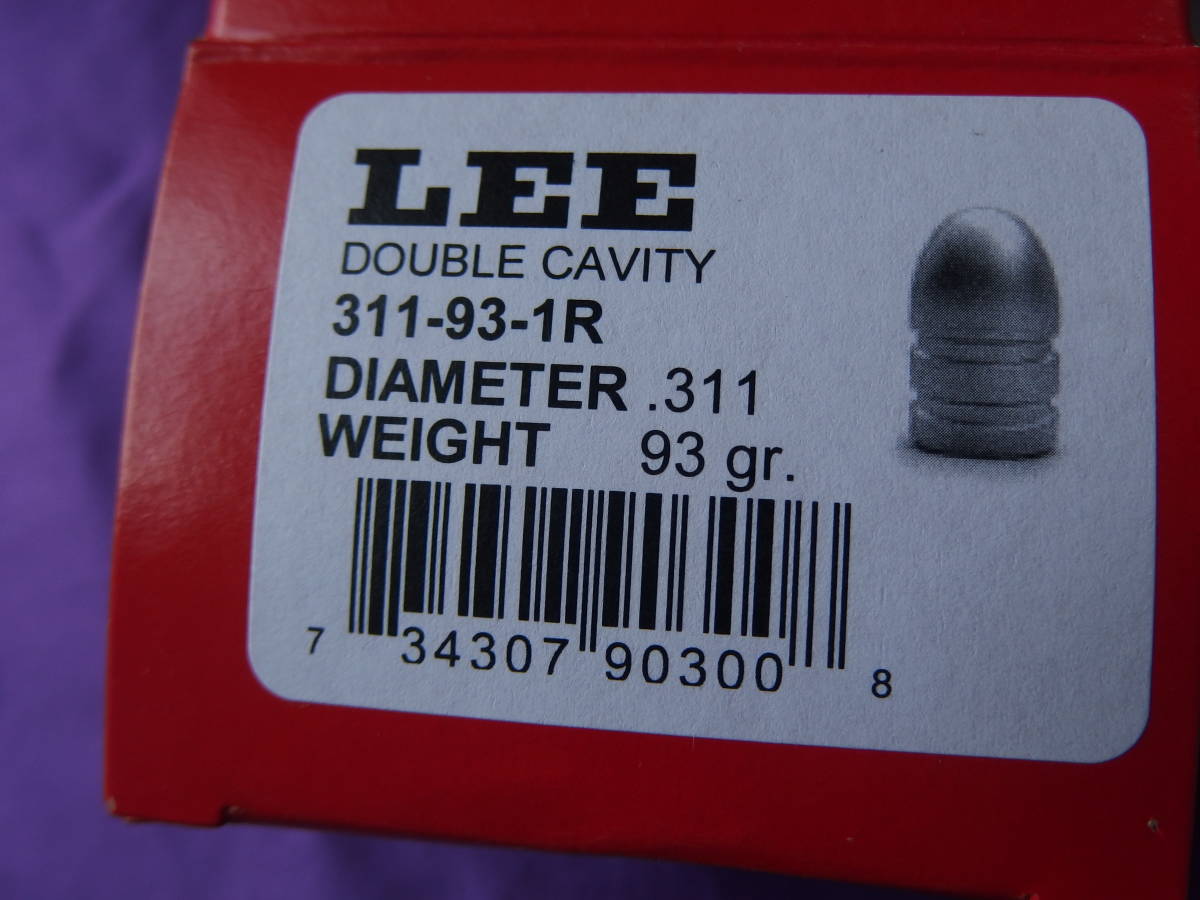 LEE
DOUBLE CAVITY
311-93-1R
DIAMETER .311
WEIGHT 93 gr.
7 34307 90300 8